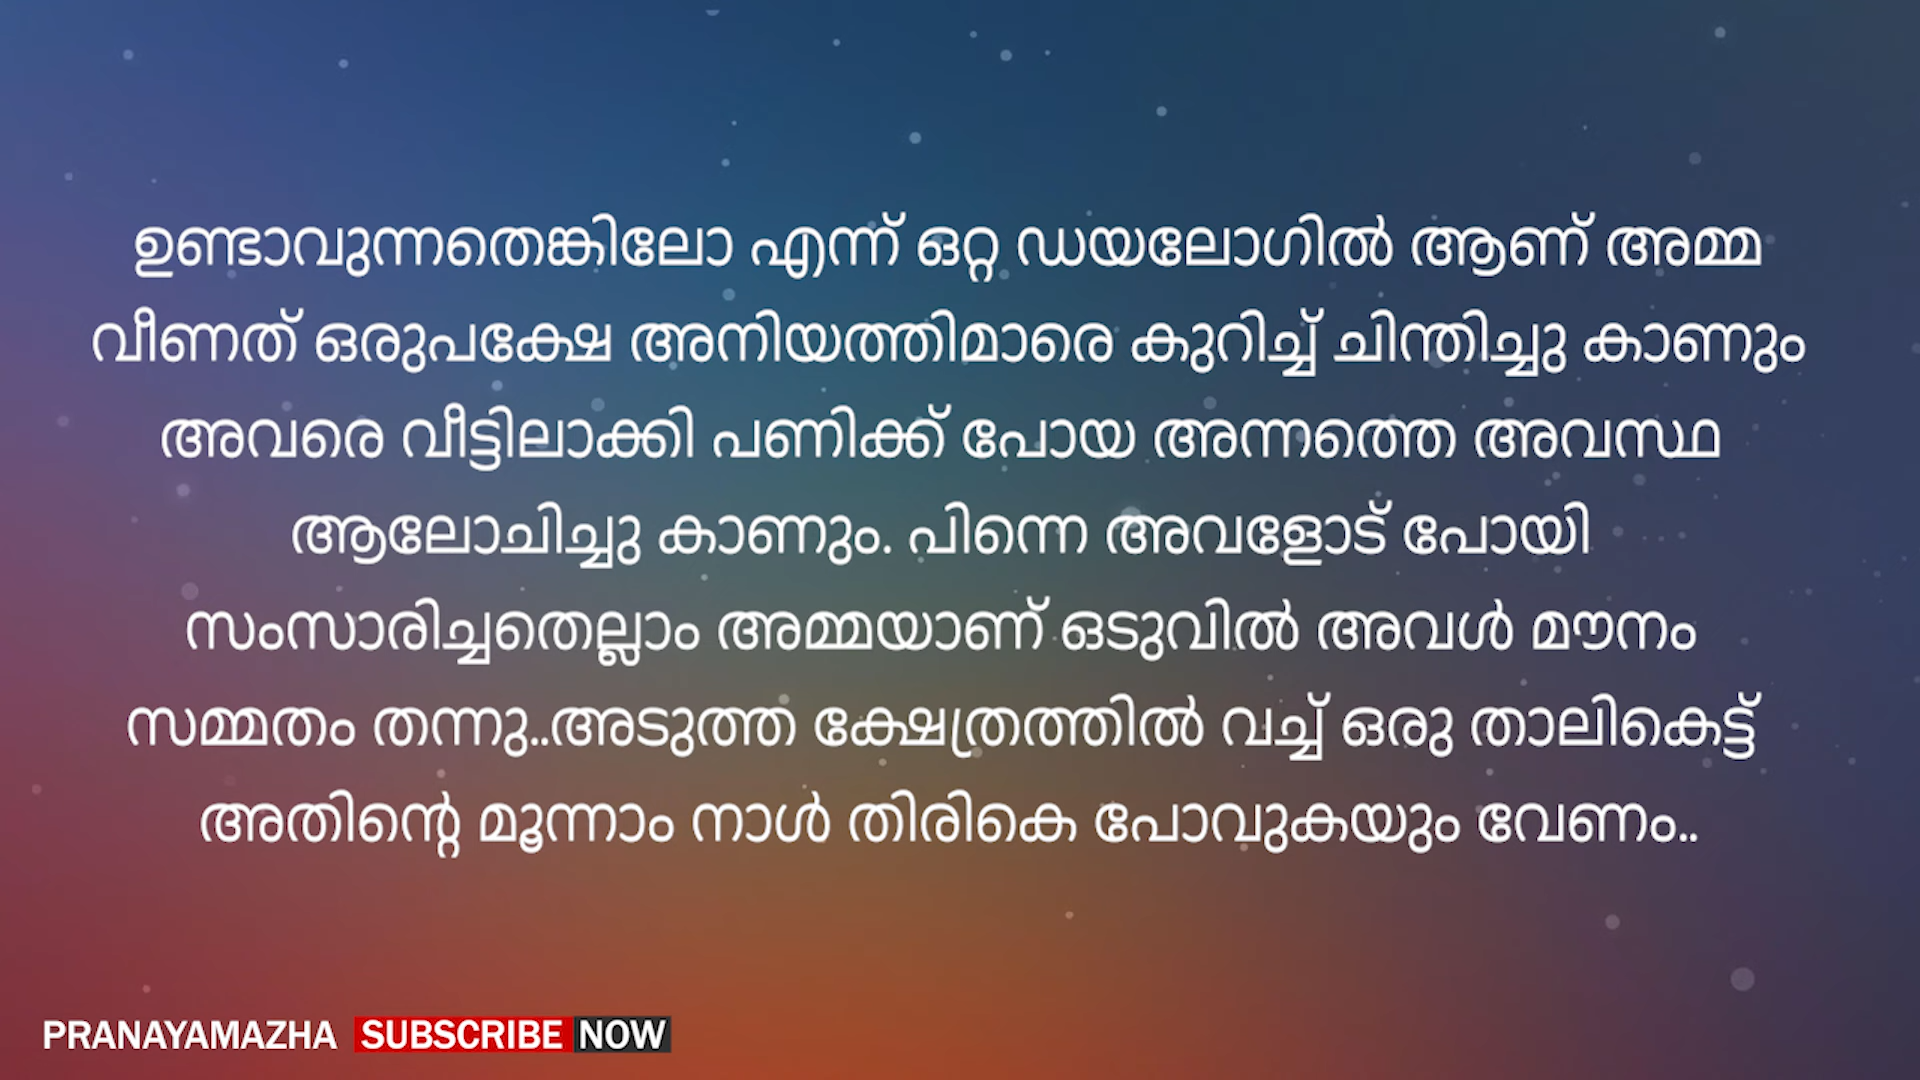 ഉണ്ടാവുന്നതെങ്കിലോ എന്ന് ഒറ്റ ഡയലോഗിൽ ആണ് അമ്മ
വീണത് ഒരുപക്ഷേ അനിയത്തിമാരെ കുറിച്ച് ചിന്തിച്ചു കാണും
അവരെ വീട്ടിലാക്കി പണിക്ക് പോയ അന്നത്തെ അവസ്ഥ
ആലോചിച്ചു കാണും. പിന്നെ അവളോട് പോയി
സംസാരിച്ചതെല്ലാം അമ്മയാണ് ഒടുവിൽ അവൾ മൗനം
സമ്മതം തന്നു..അടുത്ത ക്ഷേത്രത്തിൽ വച്ച് ഒരു താലികെട്ട്
അതിന്റെ മൂന്നാം നാൾ തിരികെ പോവുകയും വേണം..
PRANAYAMAZHA SUBSCRIBE NOW